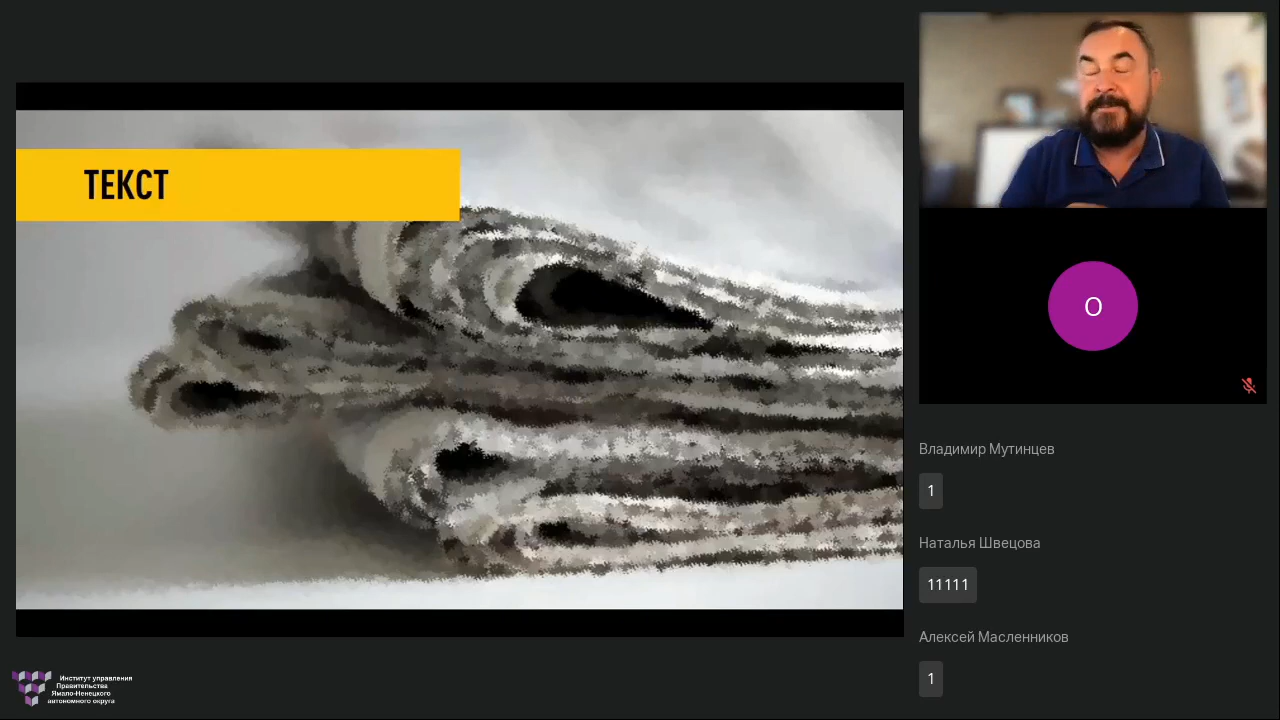 ТЕКСТ
О
Владимир Мутинцев
1
Наталья Швецова
11111
Алексей Масленников
1
Институт управления
Правительства
Ямало-Ненецкого
автономного округа